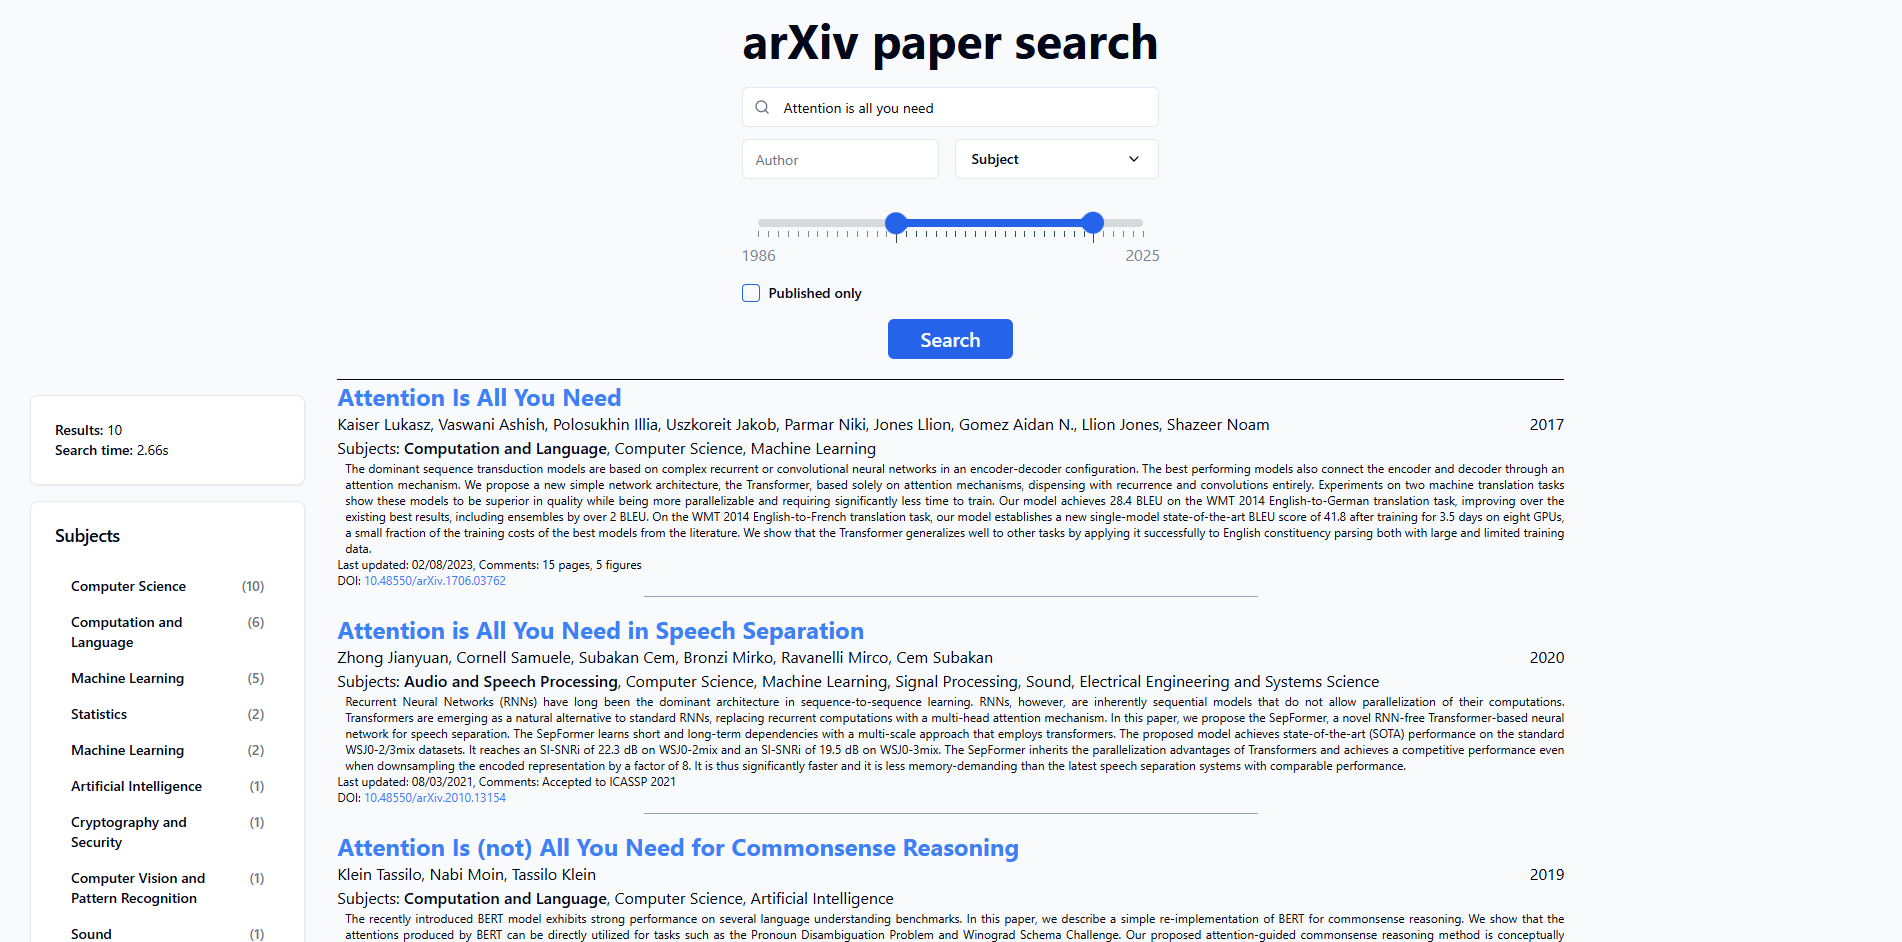 arXiv paper search
Attention is all you need
Author
Subject
1986
2025
Published only
Search
Results: 10
Search time: 2.66s
Subjects
Computer Science (10)
Computation and
Language (6)
Machine Learning (5)
Statistics (2)
Machine Learning (2)
Artificial Intelligence (1)
Cryptography and
Security (1)
Computer Vision and
Pattern Recognition (1)
Sound (1)
Attention Is All You Need
Kaiser Lukasz, Vaswani Ashish, Polosukhin Illia, Uszkoreit Jakob, Parmar Niki, Jones Llion, Gomez Aidan N., Llion Jones, Shazeer Noam 2017
Subjects: Computation and Language, Computer Science, Machine Learning
The dominant sequence transduction models are based on complex recurrent or convolutional neural networks in an encoder-decoder configuration. The best performing models also connect the encoder and decoder through an
attention mechanism. We propose a new simple network architecture, the Transformer, based solely on attention mechanisms, dispensing with recurrence and convolutions entirely. Experiments on two machine translation tasks
show these models to be superior in quality while being more parallelizable and requiring significantly less time to train. Our model achieves 28.4 BLEU on the WMT 2014 English-to-German translation task, improving over the
existing best results, including ensembles by over 2 BLEU. On the WMT 2014 English-to-French translation task, our model establishes a new single-model state-of-the-art BLEU score of 41.8 after training for 3.5 days on eight GPUs,
a small fraction of the training costs of the best models from the literature. We show that the Transformer generalizes well to other tasks by applying it successfully to English constituency parsing both with large and limited training
data.
Last updated: 02/08/2023, Comments: 15 pages, 5 figures
DOI: 10.48550/arXiv.1706.03762
Attention is All You Need in Speech Separation
Zhong Jianyuan, Cornell Samuele, Subakan Cem, Bronzi Mirko, Ravanelli Mirco, Cem Subakan 2020
Subjects: Audio and Speech Processing, Computer Science, Machine Learning, Signal Processing, Sound, Electrical Engineering and Systems Science
Recurrent Neural Networks (RNNs) have long been the dominant architecture in sequence-to-sequence learning. RNNs, however, are inherently sequential models that do not allow parallelization of their computations.
Transformers are emerging as a natural alternative to standard RNNs, replacing recurrent computations with a multi-head attention mechanism. In this paper, we propose the SepFormer, a novel RNN-free Transformer-based neural
network for speech separation. The SepFormer learns short and long-term dependencies with a multi-scale approach that employs transformers. The proposed model achieves state-of-the-art (SOTA) performance on the standard
WSJ0-2/3mix datasets. It reaches an SI-SNRi of 22.3 dB on WSJ0-2mix and an SI-SNRi of 19.5 dB on WSJ0-3mix. The SepFormer inherits the parallelization advantages of Transformers and achieves a competitive performance even
when downsampling the encoded representation by a factor of 8. It is thus significantly faster and it is less memory-demanding than the latest speech separation systems with comparable performance.
Last updated: 08/03/2021, Comments: Accepted to ICASSP 2021
DOI: 10.48550/arXiv.2010.13154
Attention Is (not) All You Need for Commonsense Reasoning
Klein Tassilo, Nabi Moin, Tassilo Klein 2019
Subjects: Computation and Language, Computer Science, Artificial Intelligence
The recently introduced BERT model exhibits strong performance on several language understanding benchmarks. In this paper, we describe a simple re-implementation of BERT for commonsense reasoning. We show that the
attentions produced by BERT can be directly utilized for tasks such as the Pronoun Disambiguation Problem and Winograd Schema Challenge. Our proposed attention-guided commonsense reasoning method is conceptually